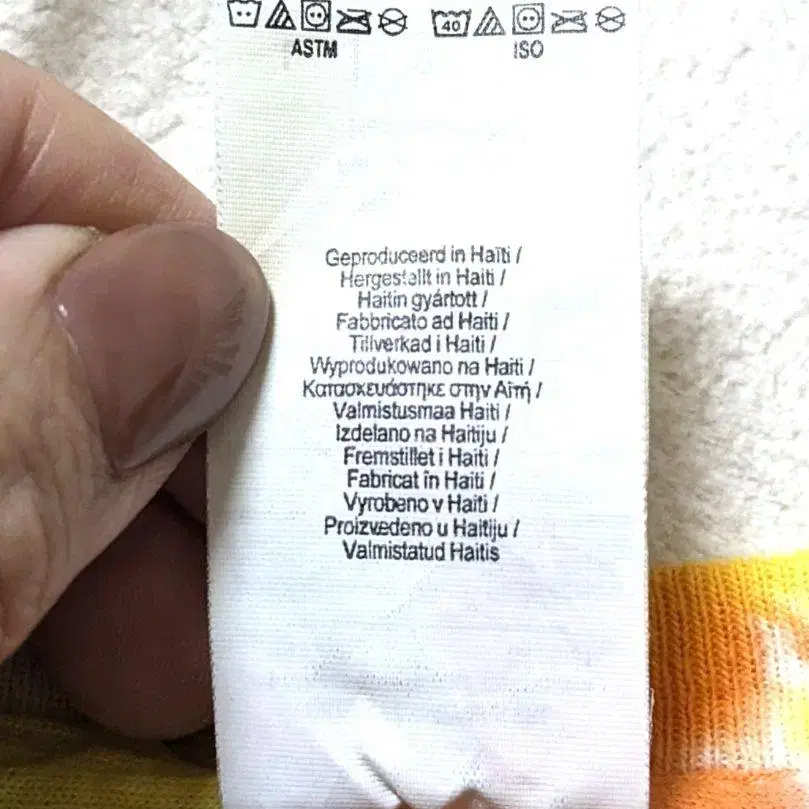 40
ASTM ISO
Geproduceerd in Haïti /
Hergestellt in Haiti /
Haitin gyártott /
Fabbricato ad Haiti /
Tillverkad i Haiti /
Wyprodukowano na Haiti /
Κατασκευάστηκε στην Αϊτή /
Valmistusmaa Haiti /
Izdelano na Haitiju /
Fremstillet i Haiti /
Fabricat în Haiti /
Vyrobeno v Haiti /
Proizvedeno u Haitiju /
Valmistatud Haitis